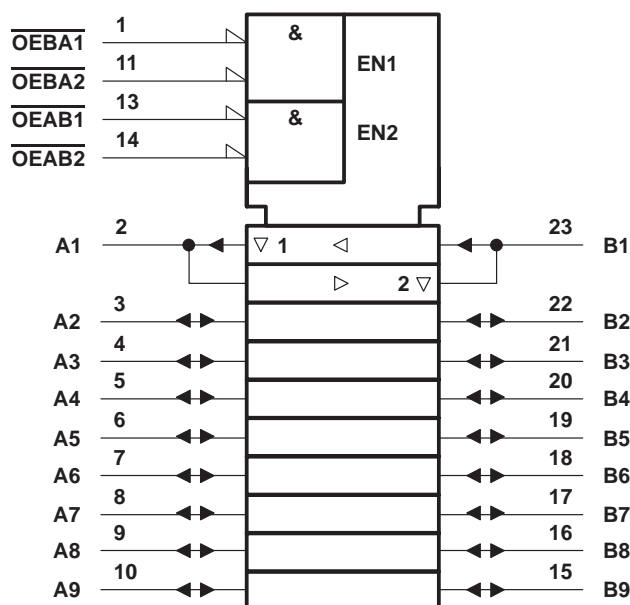 OEBA1 1 &
EN1
OEBA2 11
OEAB1 13 &
EN2
OEAB2 14
A1 2 1 23 B1
2
A2 3 22 B2
A3 4 21 B3
A4 5 20 B4
A5 6 19 B5
A6 7 18 B6
A7 8 17 B7
A8 9 16 B8
A9 10 15 B9